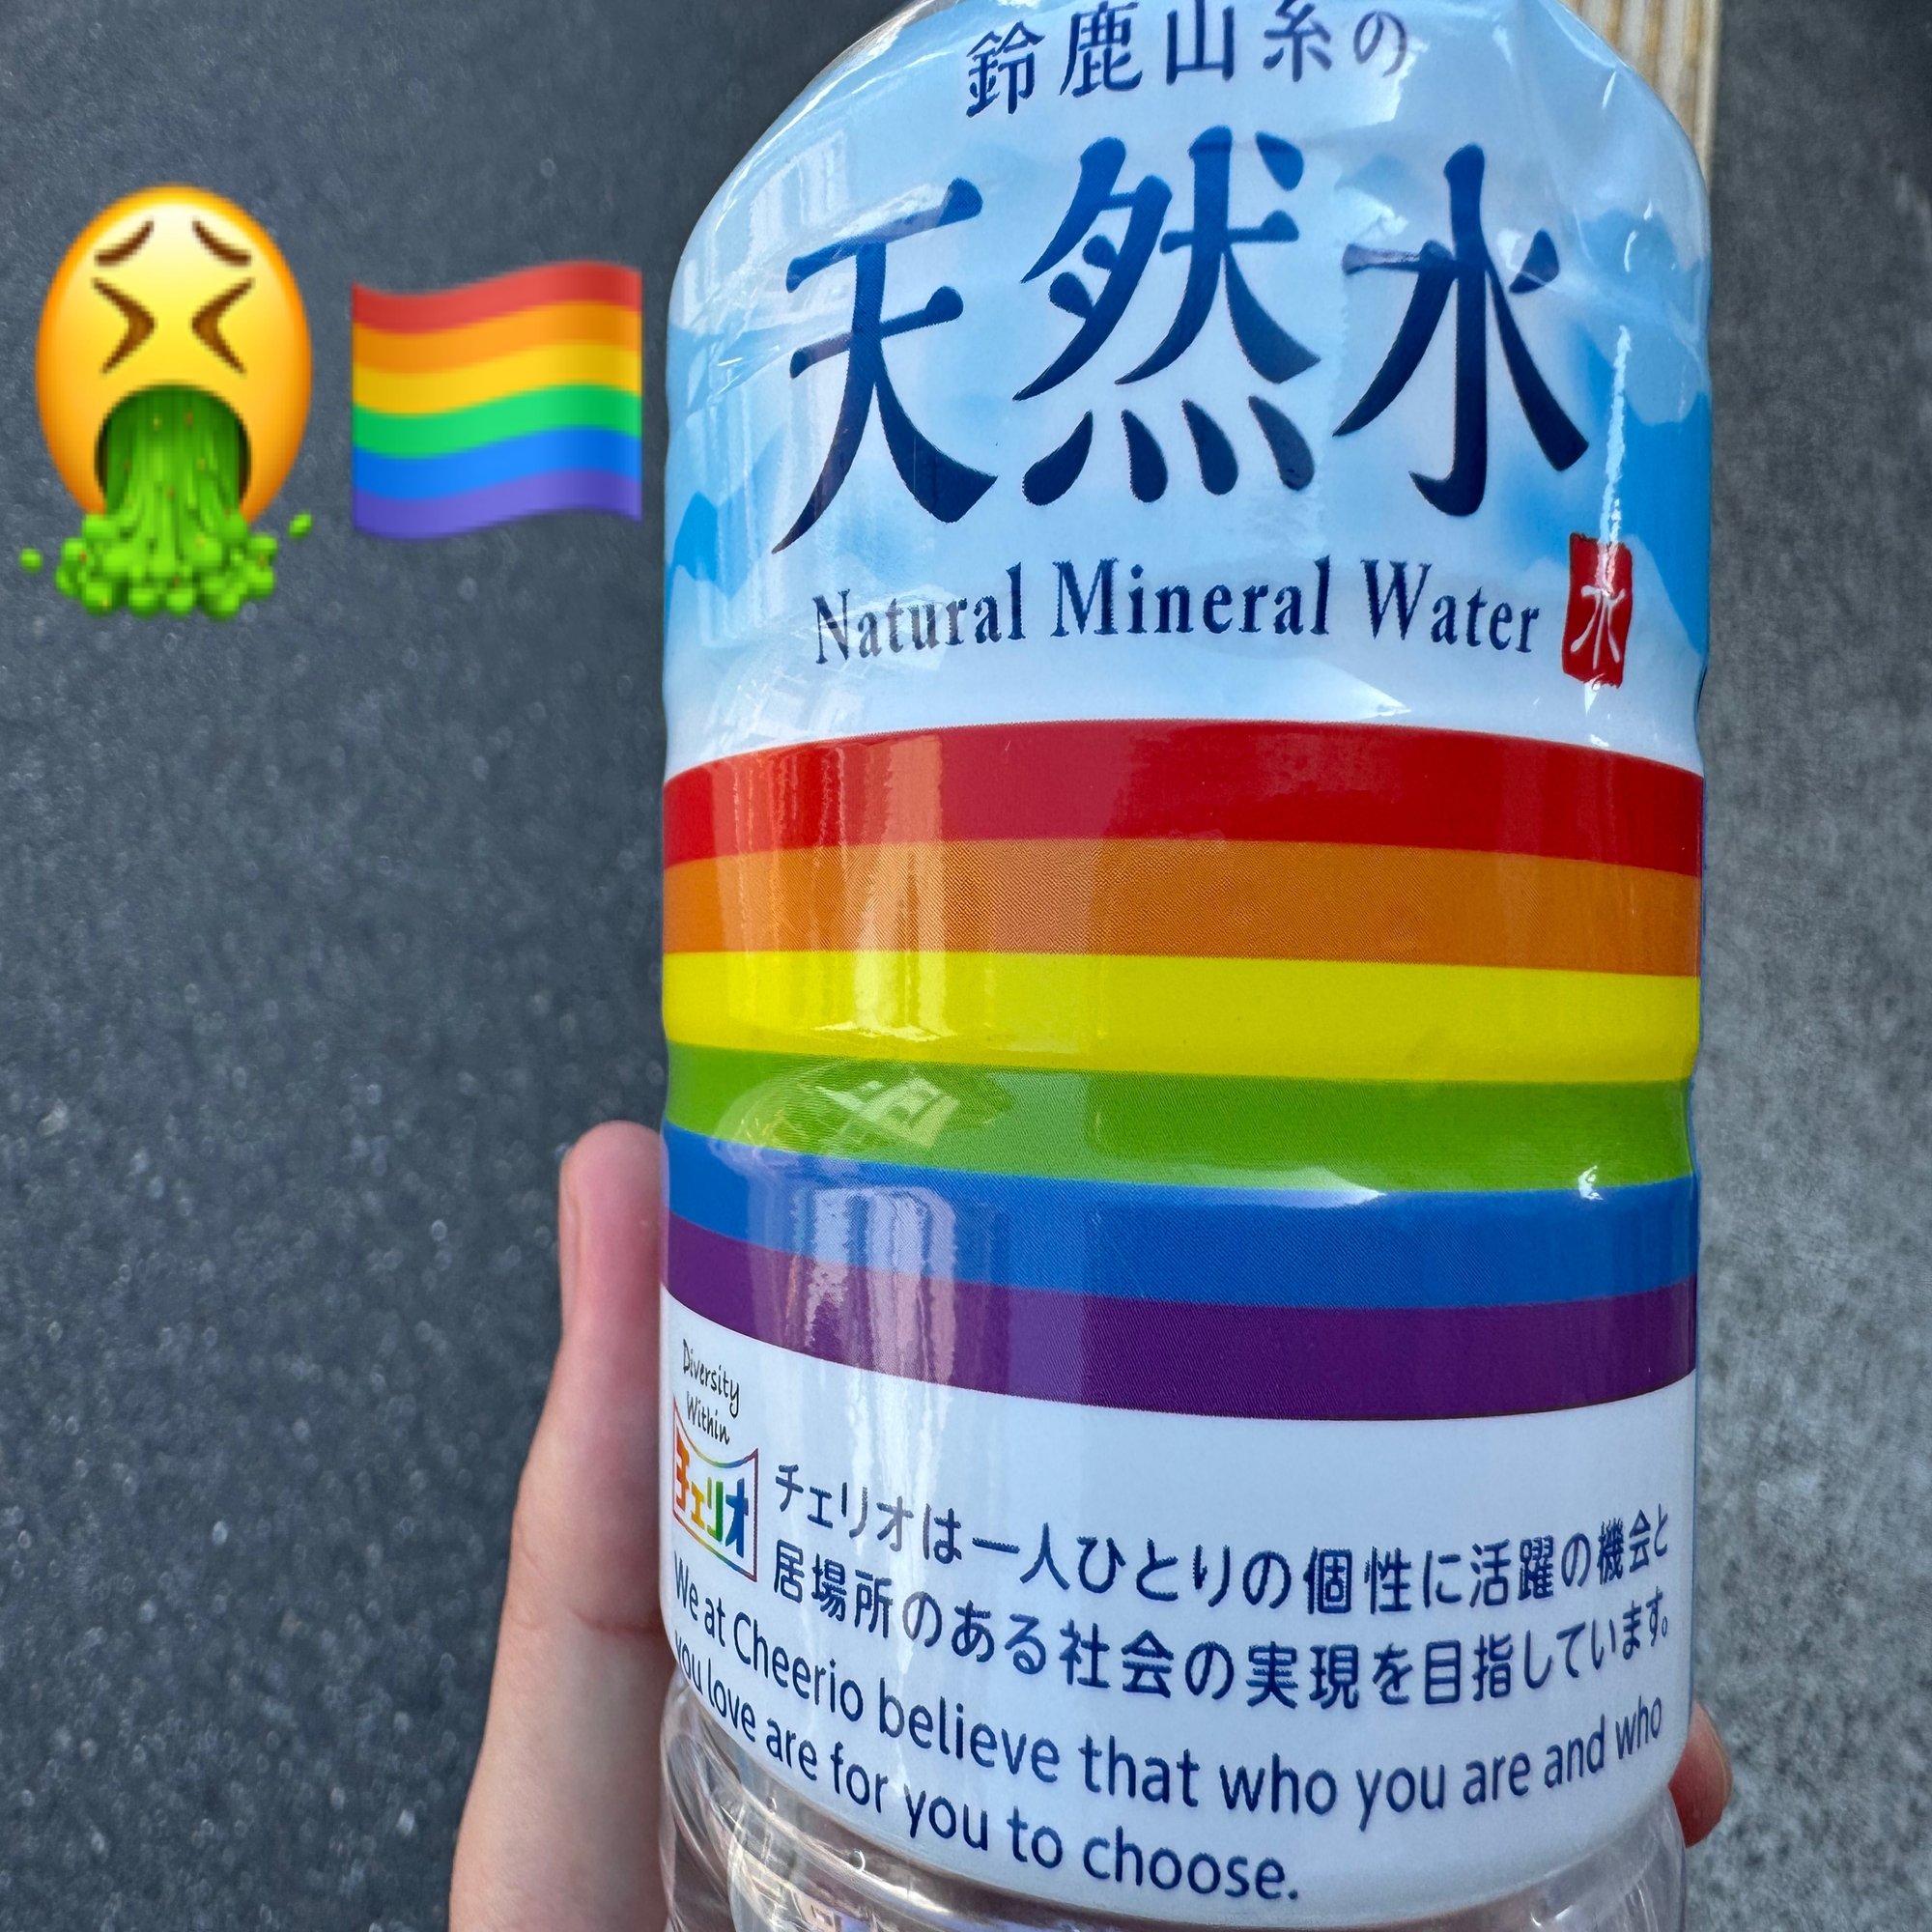 鈴鹿山糸の
天然水
Natural Mineral Water
水
Diversity
Within
チェリオ
チェリオは一人ひとりの個性に活躍の機会と
居場所のある社会の実現を目指しています。
We at Cheerio believe that who you are and who
you love are for you to choose.